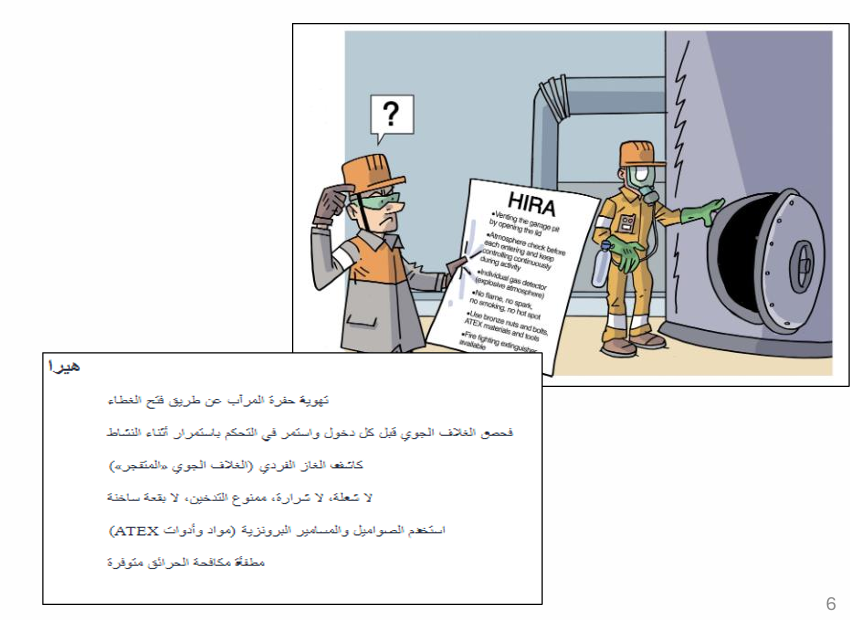 ?
HIRA
•Venting the garage pit
by opening the lid
•Atmosphere check before
each entering and keep
controlling continuously
during activity
•Individual gas detector
(explosive atmosphere)
•No flame, no spark,
no smoking, no hot spot
•Use bronze nuts and bolts,
ATEX materials and tools
•Fire fighting extinguisher
available
هيرا
تهوية حفرة المرآب عن طريق فتح الغطاء
فحص الغلاف الجوي قبل كل دخول واستمر في التحكم باستمرار أثناء النشاط
كاشف الغاز الفردي (الغلاف الجوي «المتفجر»)
لا شعلة، لا شرارة، ممنوع التدخين، لا بقعة ساخنة
استخدم الصواميل والمسامير البرونزية (مواد وأدوات ATEX)
مطفأة مكافحة الحرائق متوفرة
6